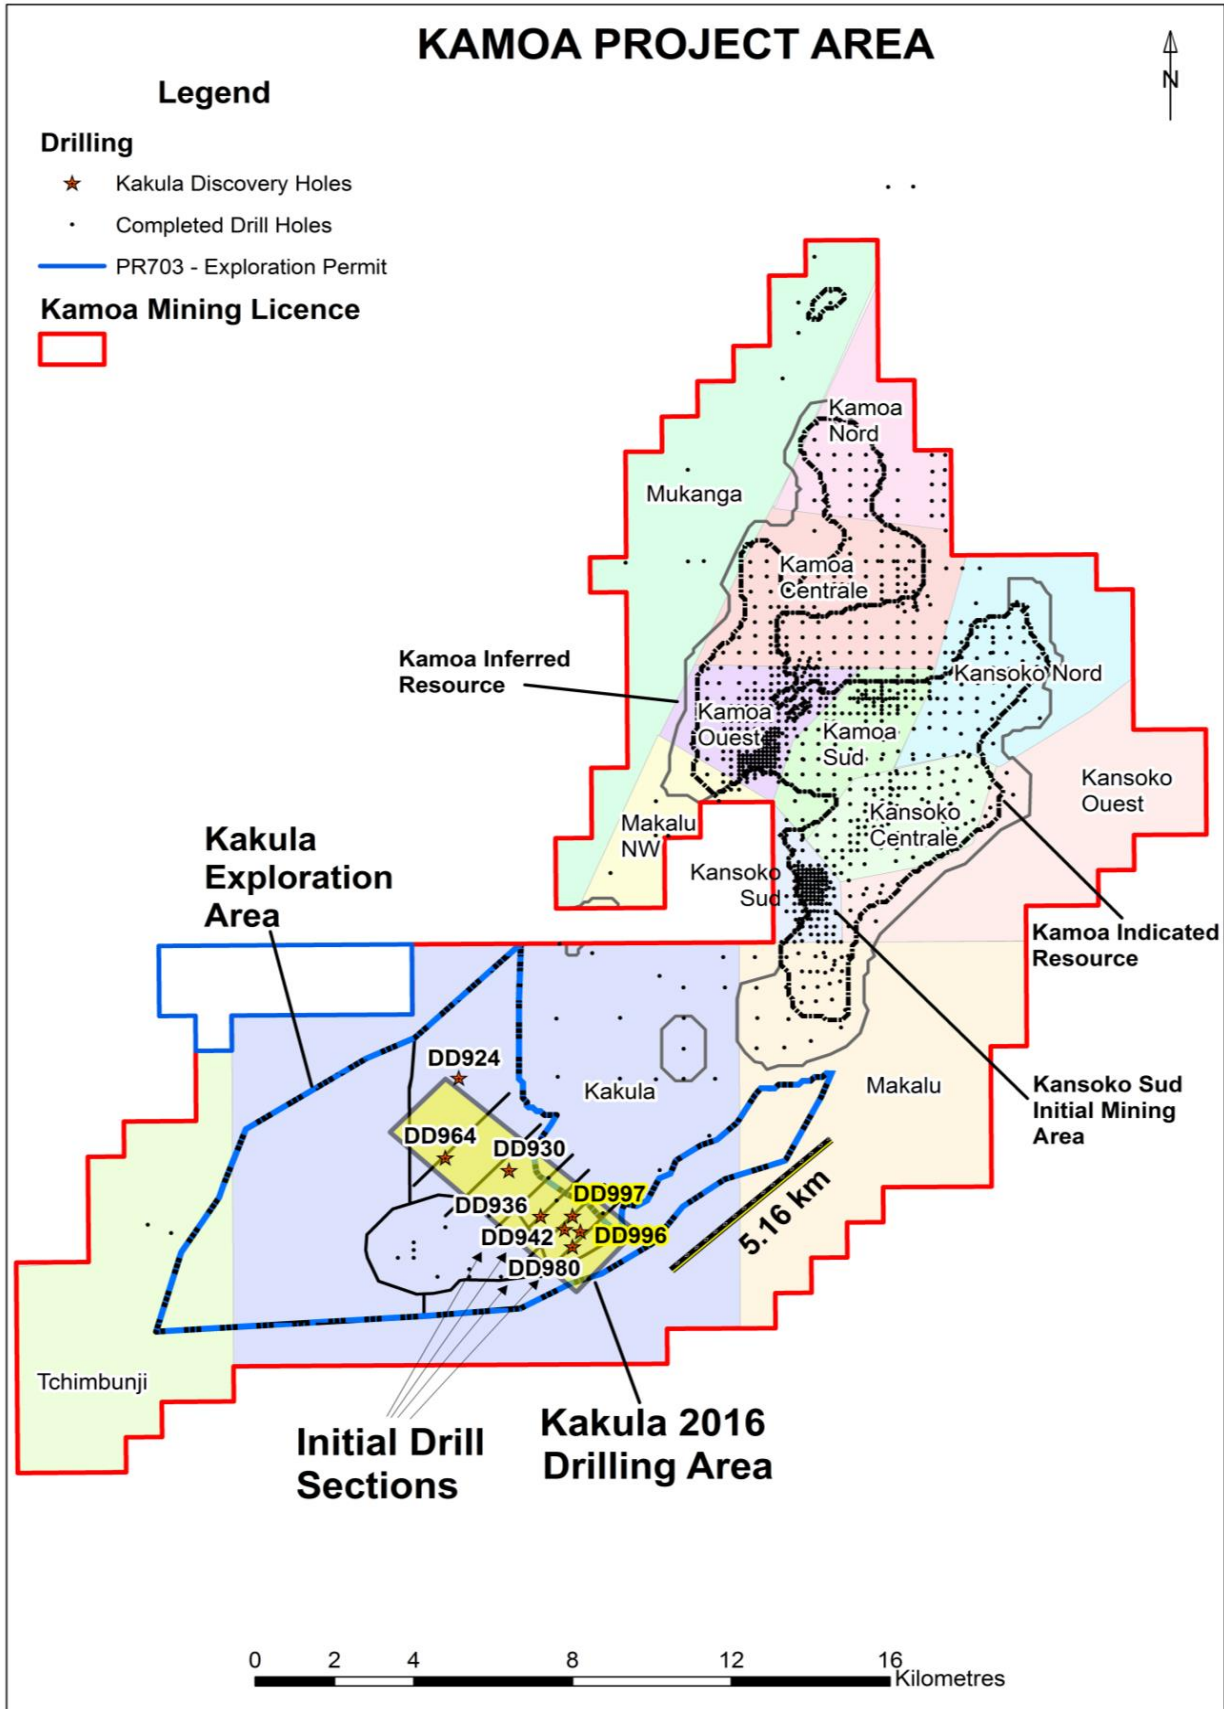 KAMOA PROJECT AREA
N
Legend
Drilling
Kakula Discovery Holes
Completed Drill Holes
PR703 - Exploration Permit
Kamoa Mining Licence
Kamoa
Nord
Mukanga
Kamoa
Centrale
Kamoa Inferred
Resource
Kansoko Nord
Kamoa
Ouest
Kamoa
Sud
Kansoko
Ouest
Makalu
NW
Kansoko
Centrale
Kakula
Exploration
Area
Kansoko
Sud
Kamoa Indicated
Resource
DD924
Kakula
Makalu
Kansoko Sud
Initial Mining
Area
DD964
DD930
DD936
DD997
DD942
DD996
DD980
5.16 km
Tchimbunji
Initial Drill
Sections
Kakula 2016
Drilling Area
0 2 4 8 12 16
Kilometres